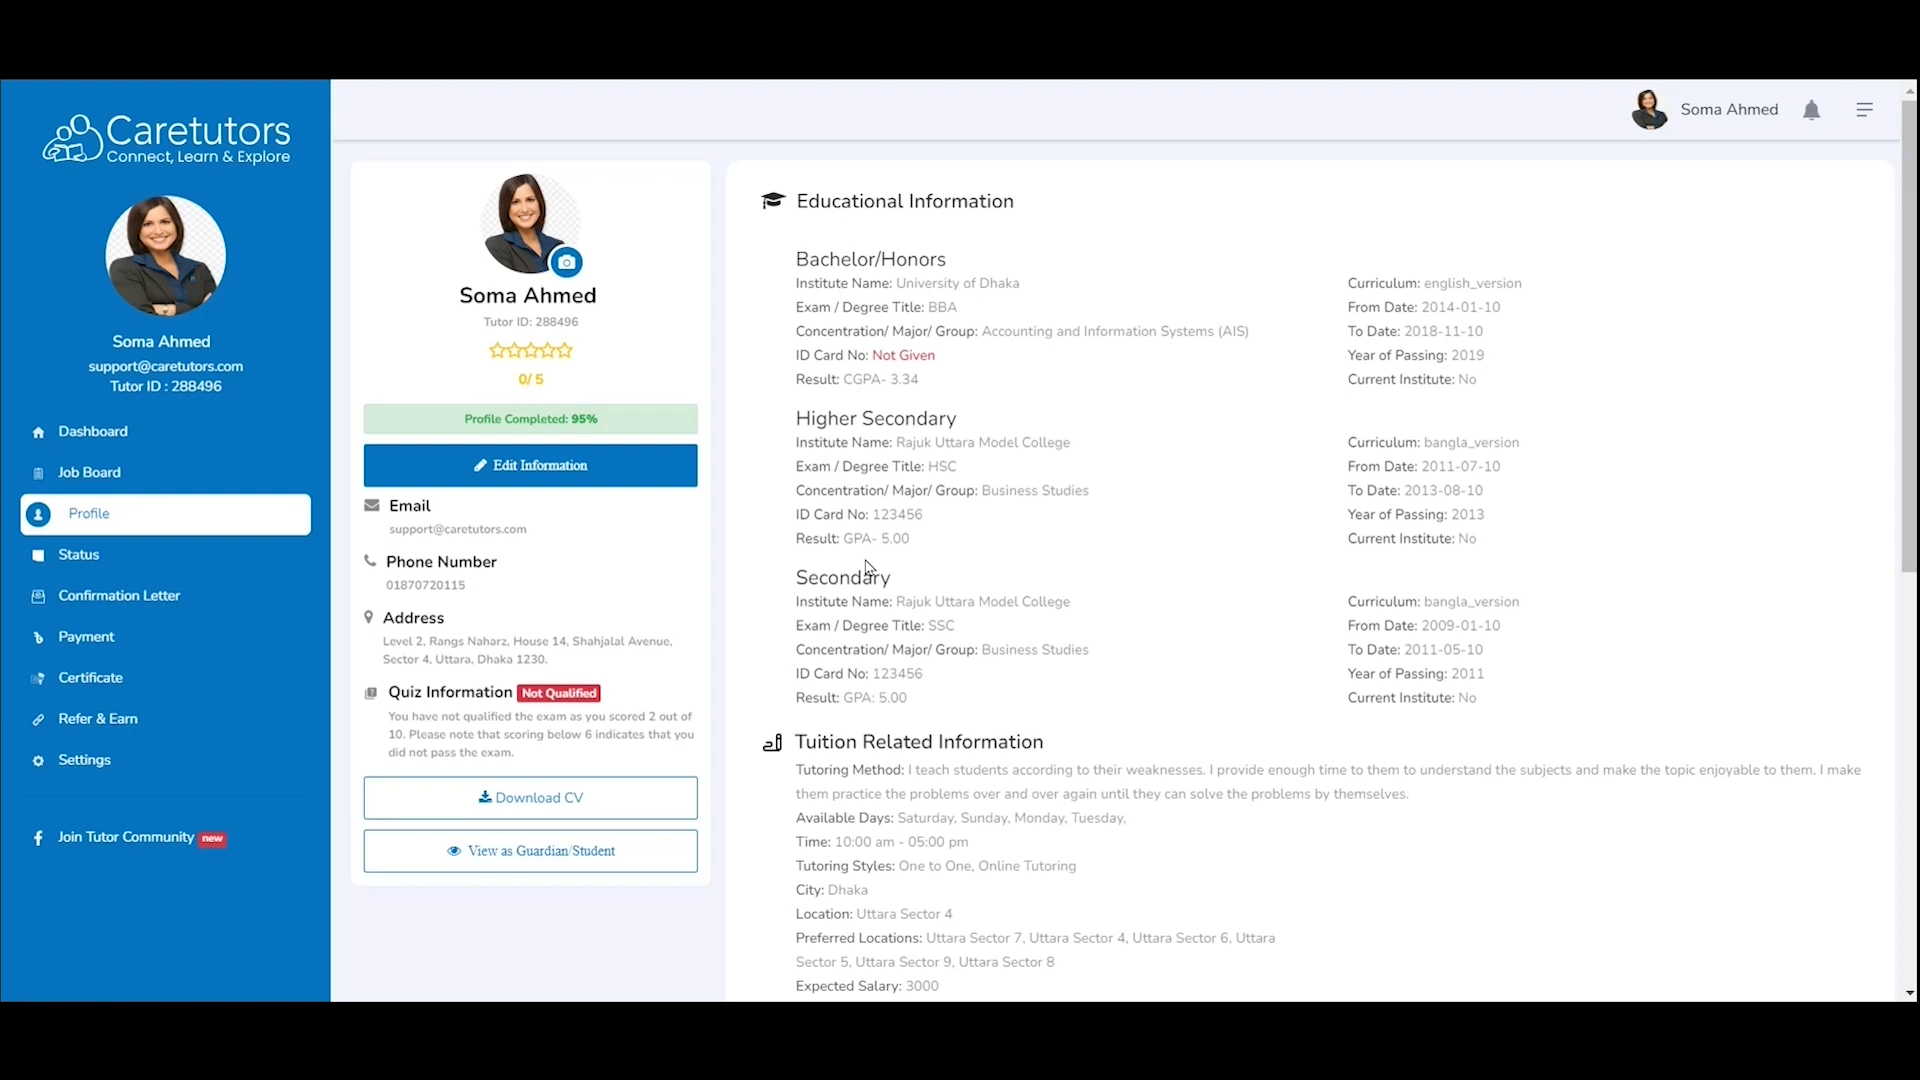 Caretutors
Connect, Learn & Explore
Soma Ahmed
support@caretutors.com
Tutor ID : 288496
Dashboard
Job Board
Profile
Status
Confirmation Letter
Payment
Certificate
Refer & Earn
Settings
Join Tutor Community new
Soma Ahmed
Soma Ahmed
Tutor ID: 288496
0/ 5
Profile Completed: 95%
Edit Information
Email
support@caretutors.com
Phone Number
01870720115
Address
Level 2, Rangs Naharz, House 14, Shahjalal Avenue,
Sector 4, Uttara, Dhaka 1230.
Quiz Information Not Qualified
You have not qualified the exam as you scored 2 out of
10. Please note that scoring below 6 indicates that you
did not pass the exam.
Download CV
View as Guardian/Student
Educational Information
Bachelor/Honors
Institute Name: University of Dhaka
Curriculum: english_version
Exam / Degree Title: BBA
From Date: 2014-01-10
Concentration/ Major/ Group: Accounting and Information Systems (AIS)
To Date: 2018-11-10
ID Card No: Not Given
Year of Passing: 2019
Result: CGPA- 3.34
Current Institute: No
Higher Secondary
Institute Name: Rajuk Uttara Model College
Curriculum: bangla_version
Exam / Degree Title: HSC
From Date: 2011-07-10
Concentration/ Major/ Group: Business Studies
To Date: 2013-08-10
ID Card No: 123456
Year of Passing: 2013
Result: GPA- 5.00
Current Institute: No
Secondary
Institute Name: Rajuk Uttara Model College
Curriculum: bangla_version
Exam / Degree Title: SSC
From Date: 2009-01-10
Concentration/ Major/ Group: Business Studies
To Date: 2011-05-10
ID Card No: 123456
Year of Passing: 2011
Result: GPA: 5.00
Current Institute: No
Tuition Related Information
Tutoring Method: I teach students according to their weaknesses. I provide enough time to them to understand the subjects and make the topic enjoyable to them. I make
them practice the problems over and over again until they can solve the problems by themselves.
Available Days: Saturday, Sunday, Monday, Tuesday,
Time: 10:00 am - 05:00 pm
Tutoring Styles: One to One, Online Tutoring
City: Dhaka
Location: Uttara Sector 4
Preferred Locations: Uttara Sector 7, Uttara Sector 4, Uttara Sector 6, Uttara
Sector 5, Uttara Sector 9, Uttara Sector 8
Expected Salary: 3000